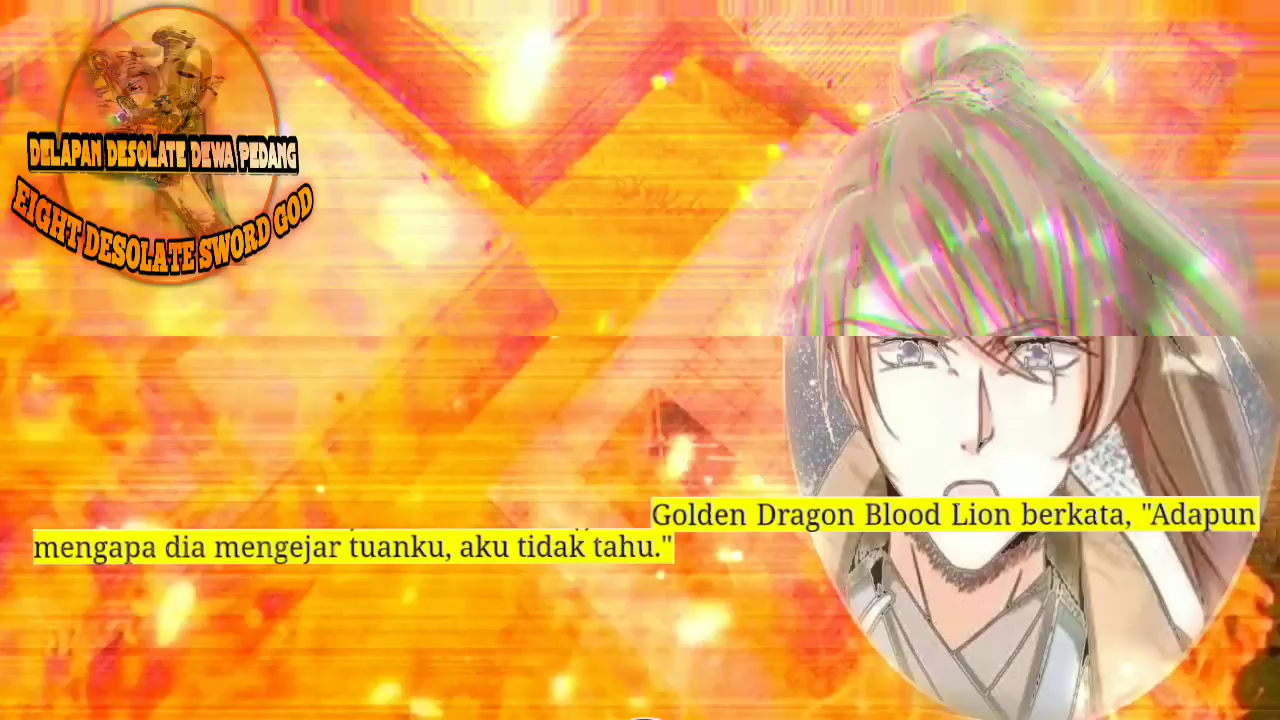 DELAPAN DESOLATE DEWA PEDANG
EIGHT DESOLATE SWORD GOD
Golden Dragon Blood Lion berkata, "Adapun
mengapa dia mengejar tuanku, aku tidak tahu."